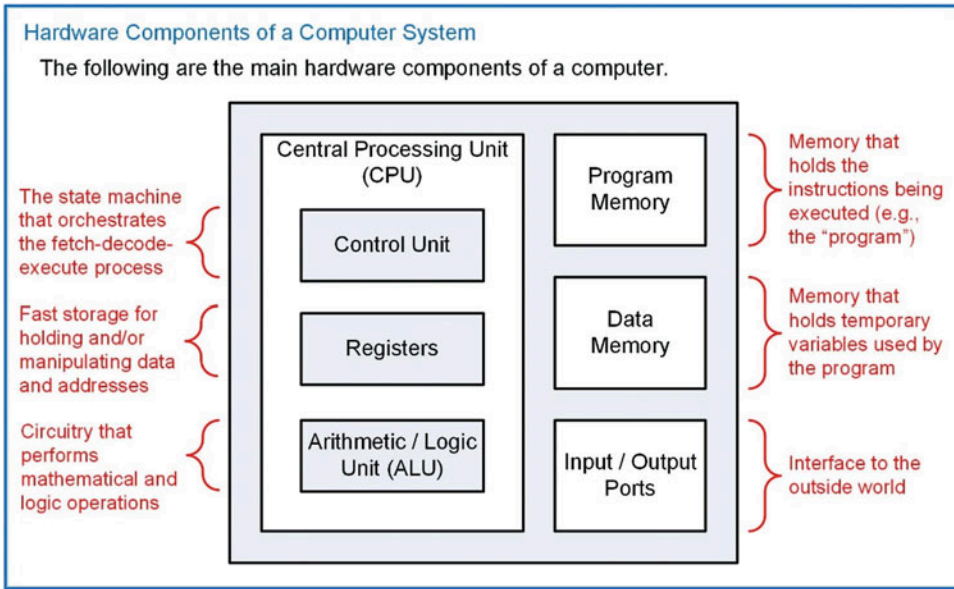 Hardware Components of a Computer System
The following are the main hardware components of a computer.
The state machine
that orchestrates
the fetch-decode-
execute process
Fast storage for
holding and/or
manipulating data
and addresses
Circuitry that
performs
mathematical and
logic operations
Central Processing Unit
(CPU)
Control Unit
Registers
Arithmetic / Logic
Unit (ALU)
Program
Memory
Data
Memory
Input / Output
Ports
Memory that
holds the
instructions being
executed (e.g.,
the “program”)
Memory that
holds temporary
variables used by
the program
Interface to the
outside world